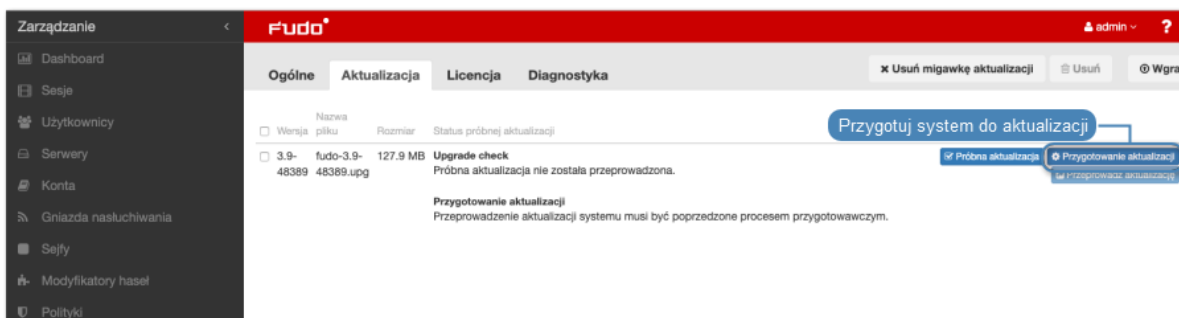 Zarządzanie
Fudo
admin
?
Dashboard
Sesje
Użytkownicy
Serwery
Konta
Gniazda nasłuchiwania
Sejfy
Modyfikatory haseł
Polityki
Ogólne Aktualizacja Licencja Diagnostyka
Usuń migawkę aktualizacji Usuń Wgra
Przygotuj system do aktualizacji
Nazwa
Wersja pliku Rozmiar Status próbnej aktualizacji
3.9- fudo-3.9- 127.9 MB Upgrade check Próbna aktualizacja Przygotowanie aktualizacji
48389 48389.upg Próbna aktualizacja nie została przeprowadzona.
Przeprowadź aktualizację
Przygotowanie aktualizacji
Przeprowadzenie aktualizacji systemu musi być poprzedzone procesem przygotowawczym.